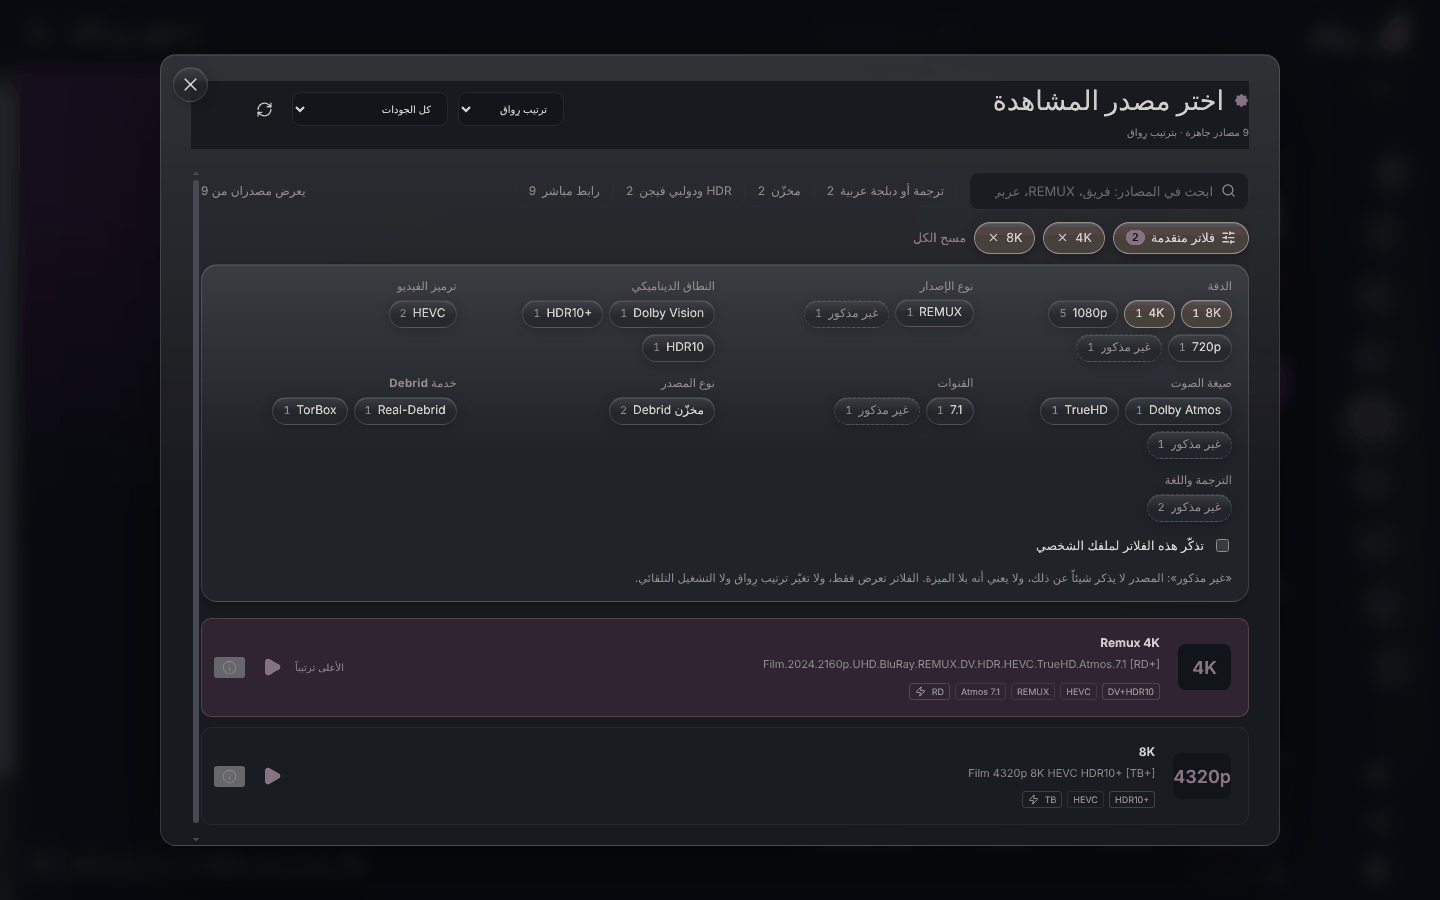 اختر مصدر المشاهدة
9 مصادر جاهزة · بترتيب رِواق
ترتيب رِواق
كل الجودات
ابحث في المصادر: فريق، REMUX، عربي
ترجمة أو دبلجة عربية 2
مخزّن 2
HDR ودولبي فيجن 2
رابط مباشر 9
يعرض مصدران من 9
فلاتر متقدمة 2
4K ×
8K ×
مسح الكل
الدقة
8K 1
4K 1
1080p 5
720p 1
غير مذكور 1
نوع الإصدار
REMUX 1
غير مذكور 1
النطاق الديناميكي
Dolby Vision 1
HDR10+ 1
HDR10 1
ترميز الفيديو
HEVC 2
صيغة الصوت
Dolby Atmos 1
TrueHD 1
غير مذكور 1
القنوات
7.1 1
غير مذكور 1
نوع المصدر
مخزّن Debrid 2
خدمة Debrid
Real-Debrid 1
TorBox 1
الترجمة واللغة
غير مذكور 2
تذكّر هذه الفلاتر لملفك الشخصي
«غير مذكور»: المصدر لا يذكر شيئاً عن ذلك، ولا يعني أنه بلا الميزة. الفلاتر تعرض فقط، ولا تغيّر ترتيب رِواق ولا التشغيل التلقائي.
4K
Remux 4K
Film.2024.2160p.UHD.BluRay.REMUX.DV.HDR.HEVC.TrueHD.Atmos.7.1 [RD+]
DV+HDR10
HEVC
REMUX
Atmos 7.1
RD
الأعلى ترتيباً
4320p
8K
Film 4320p 8K HEVC HDR10+ [TB+]
HDR10+
HEVC
TB